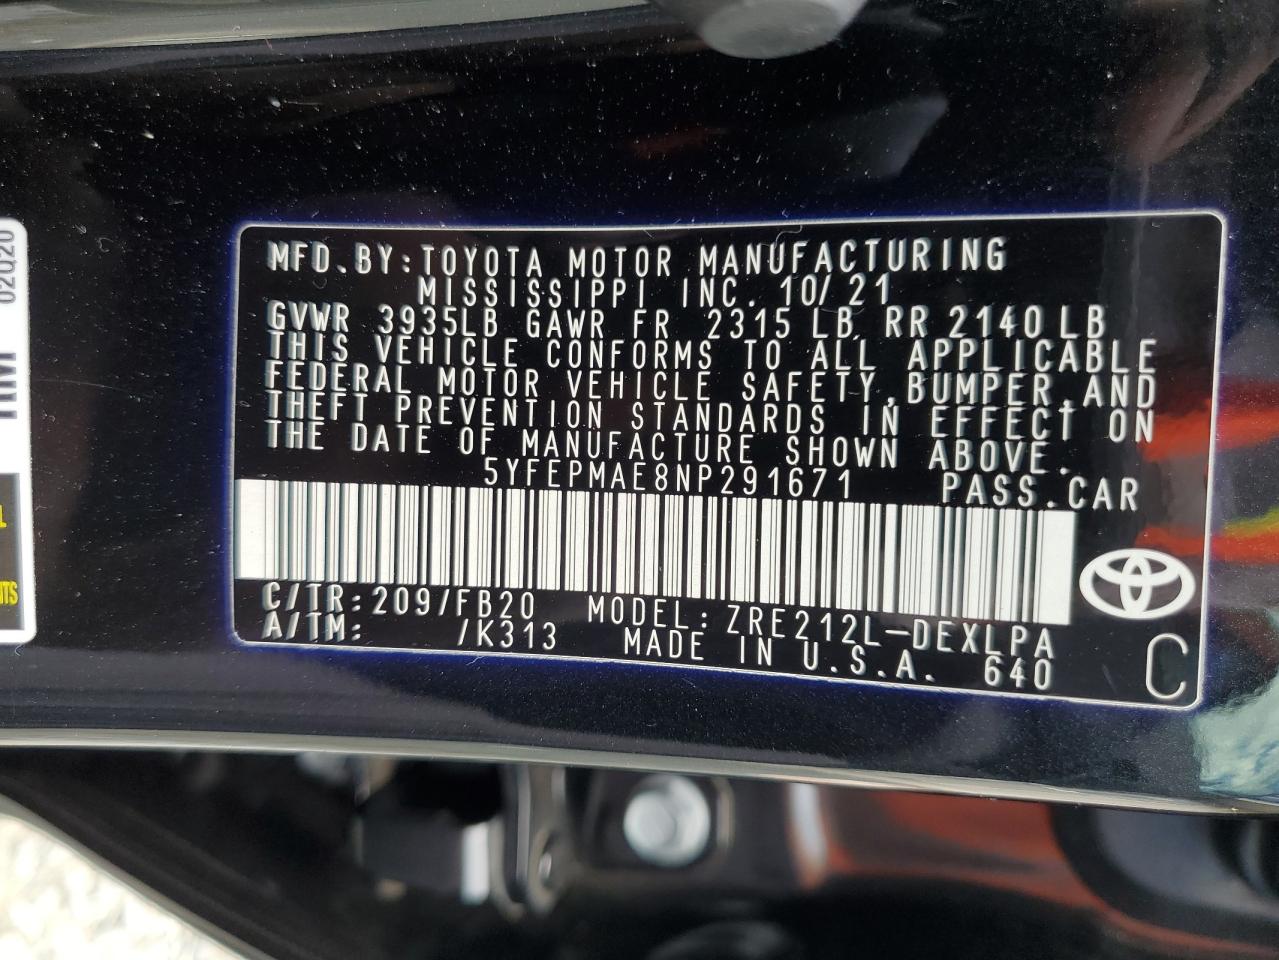 MFD.BY:TOYOTA MOTOR MANUFACTURING
MISSISSIPPI INC. 10/21
GVWR 3935LB GAWR FR 2315 LB, RR 2140 LB
THIS VEHICLE CONFORMS TO ALL APPLICABLE
FEDERAL MOTOR VEHICLE SAFETY,BUMPER,AND
THEFT PREVENTION STANDARDS IN EFFECT ON
THE DATE OF MANUFACTURE SHOWN ABOVE.
5YFEPMAE8NP291671 PASS.CAR
C/TR:209/FB20 MODEL:ZRE212L-DEXLPA
A/TM: /K313 MADE IN U.S.A. 640
C
02Q20